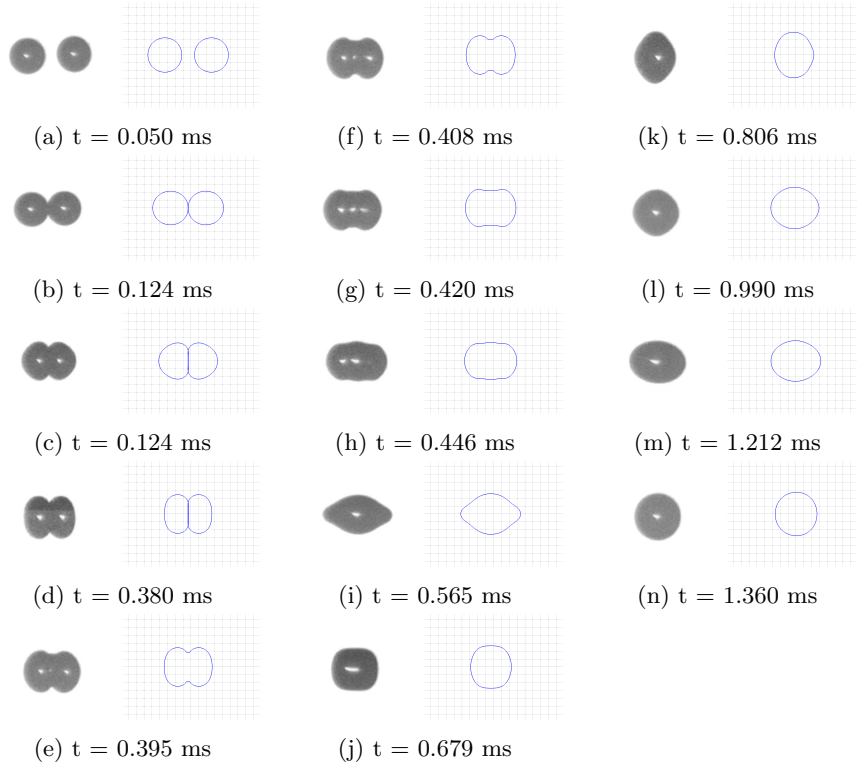 (a) t = 0.050 ms
(f) t = 0.408 ms
(k) t = 0.806 ms
(b) t = 0.124 ms
(g) t = 0.420 ms
(l) t = 0.990 ms
(c) t = 0.124 ms
(h) t = 0.446 ms
(m) t = 1.212 ms
(d) t = 0.380 ms
(i) t = 0.565 ms
(n) t = 1.360 ms
(e) t = 0.395 ms
(j) t = 0.679 ms